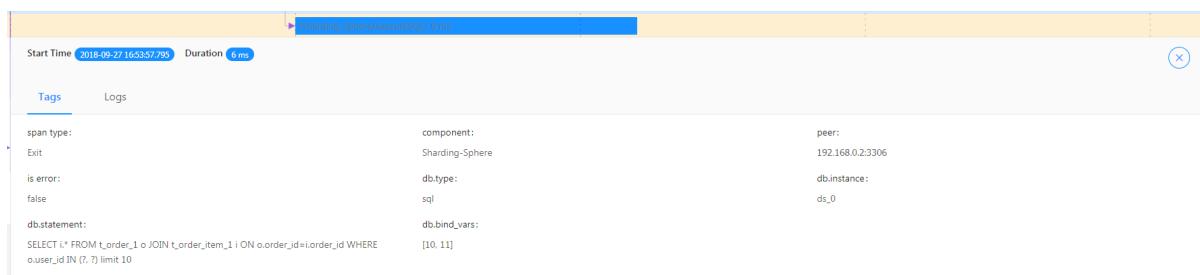 Start Time 2018-09-27 16:53:57.795 Duration 6 ms
Tags Logs
span type: component: peer:
Exit Sharding-Sphere 192.168.0.2:3306
is error: db.type: db.instance:
false sql ds_0
db.statement: db.bind_vars:
SELECT i.* FROM t_order_1 o JOIN t_order_item_1 i ON o.order_id=i.order_id WHERE [10, 11]
o.user_id IN (?, ?) limit 10